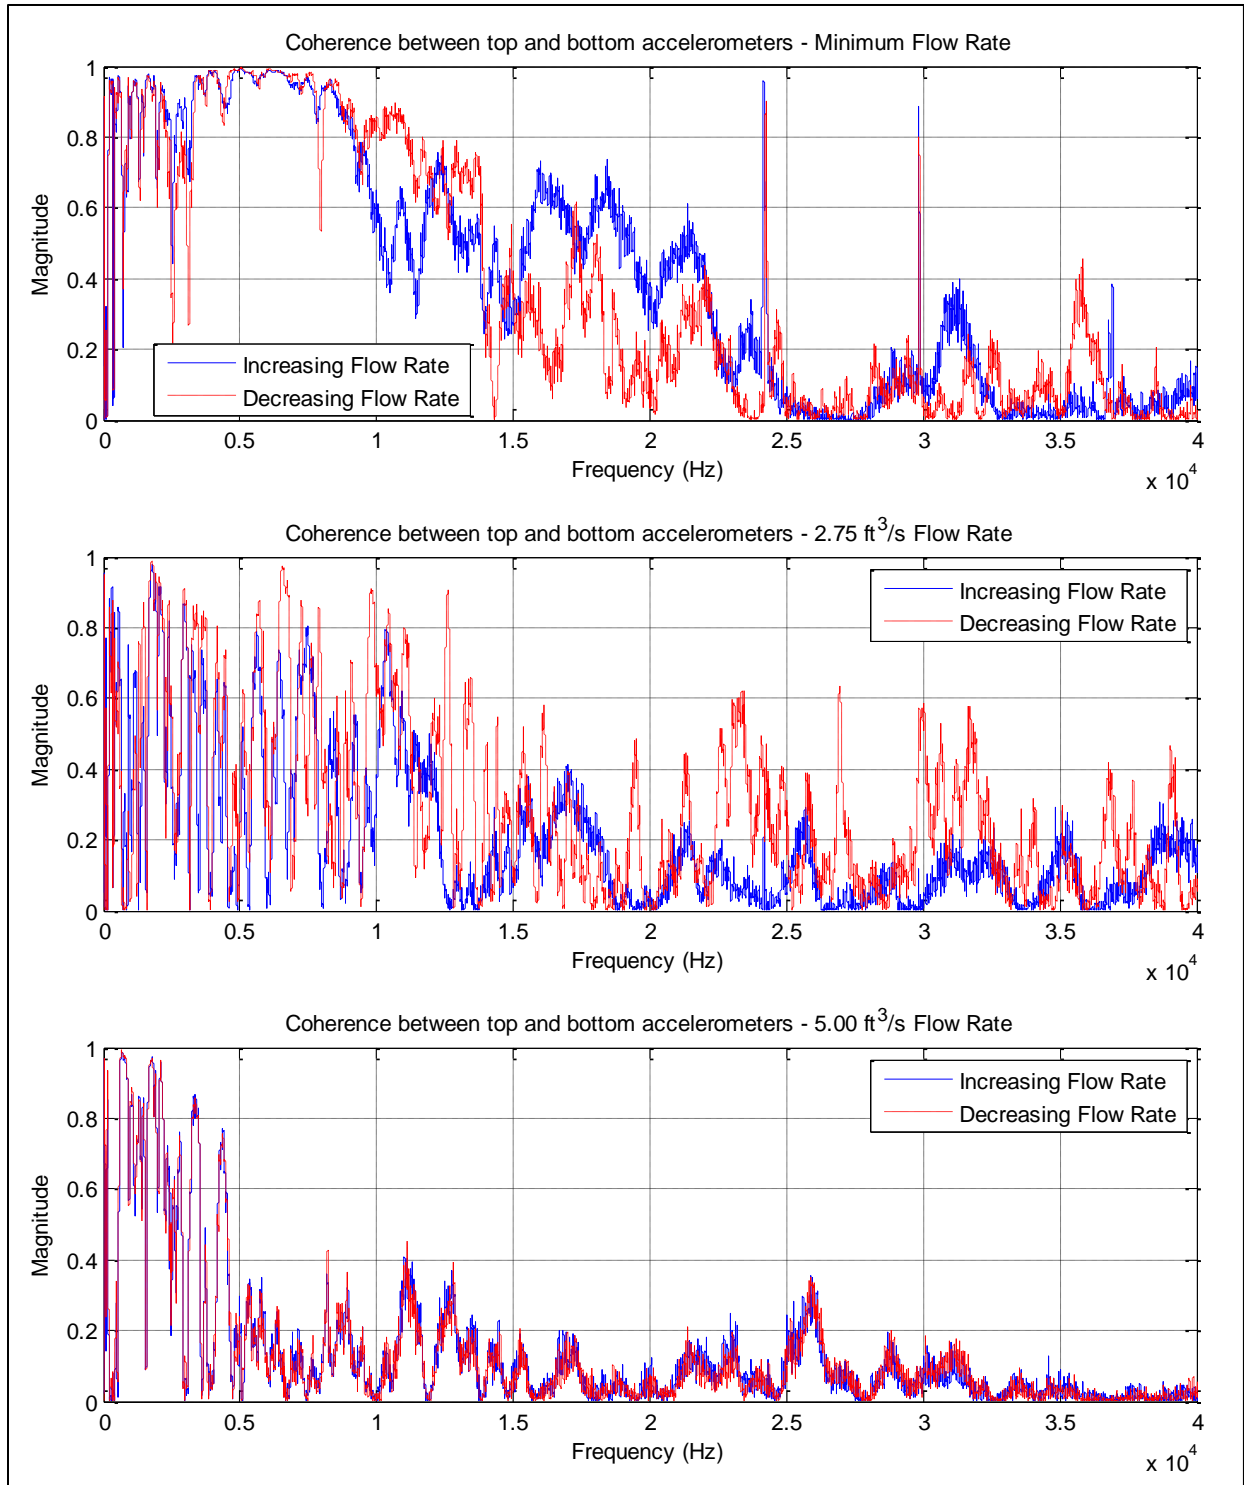 Coherence between top and bottom accelerometers - Minimum Flow Rate
1
0.8
0.6
0.4
0.2
0
Magnitude
Increasing Flow Rate
Decreasing Flow Rate
0 0.5 1 1.5 2 2.5 3 3.5 4
Frequency (Hz)
x 10^4
Coherence between top and bottom accelerometers - 2.75 ft^3/s Flow Rate
1
0.8
0.6
0.4
0.2
0
Magnitude
Increasing Flow Rate
Decreasing Flow Rate
0 0.5 1 1.5 2 2.5 3 3.5 4
Frequency (Hz)
x 10^4
Coherence between top and bottom accelerometers - 5.00 ft^3/s Flow Rate
1
0.8
0.6
0.4
0.2
0
Magnitude
Increasing Flow Rate
Decreasing Flow Rate
0 0.5 1 1.5 2 2.5 3 3.5 4
Frequency (Hz)
x 10^4